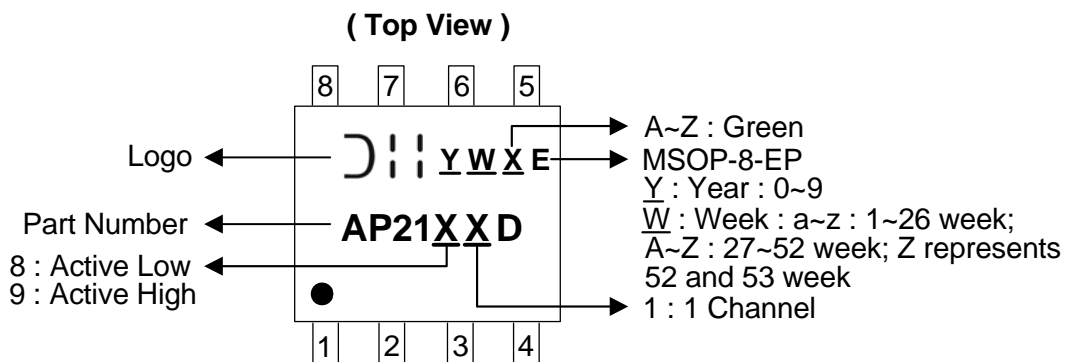 ( Top View )
8 7 6 5
Logo
Y W X E
A~Z : Green
MSOP-8-EP
Y : Year : 0~9
W : Week : a~z : 1~26 week;
A~Z : 27~52 week; Z represents
52 and 53 week
Part Number
AP21XXD
8 : Active Low
9 : Active High
1 : 1 Channel
1 2 3 4